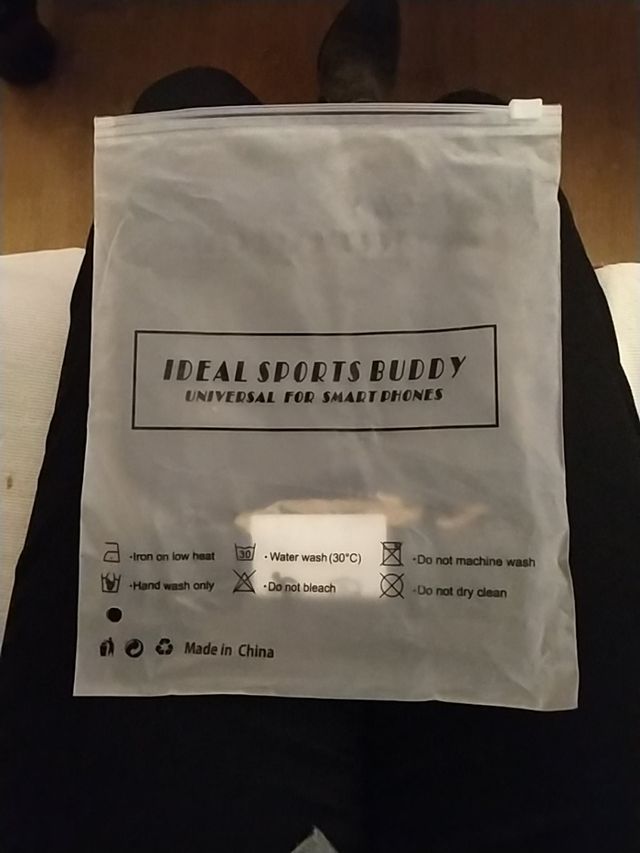 IDEAL SPORTS BUDDY
UNIVERSAL FOR SMART PHONES
·Iron on low heat
30 ·Water wash (30°C)
·Do not machine wash
·Hand wash only
·Do not bleach
·Do not dry clean
Made in China